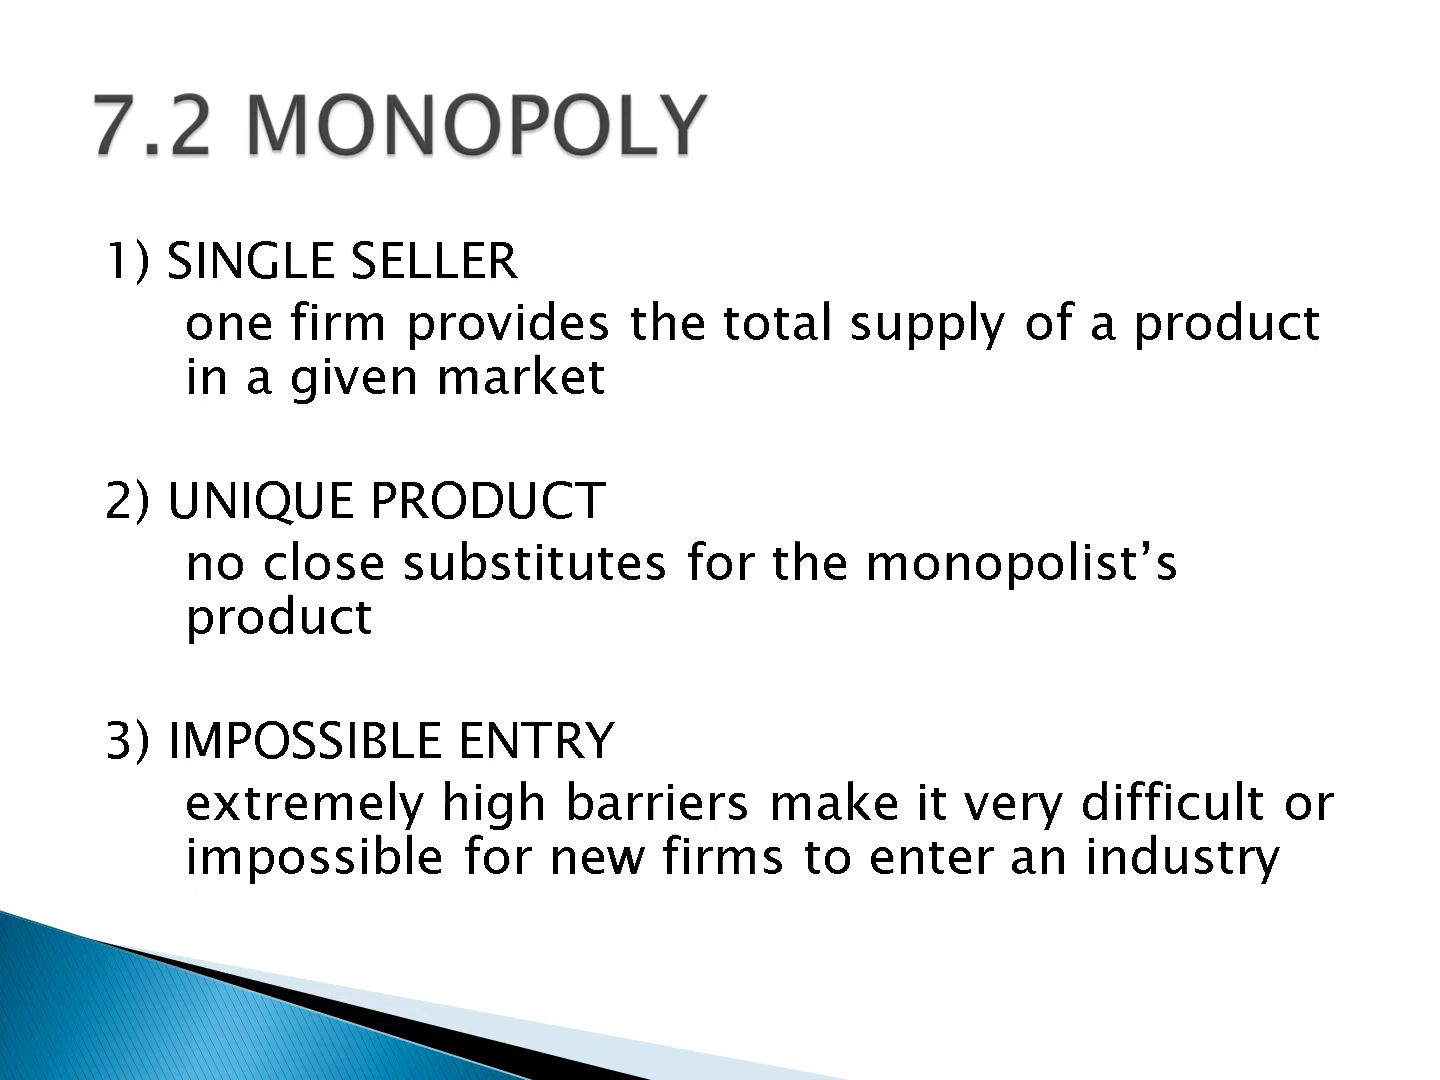 7.2 MONOPOLY
1) SINGLE SELLER
one firm provides the total supply of a product
in a given market
2) UNIQUE PRODUCT
no close substitutes for the monopolist’s
product
3) IMPOSSIBLE ENTRY
extremely high barriers make it very difficult or
impossible for new firms to enter an industry